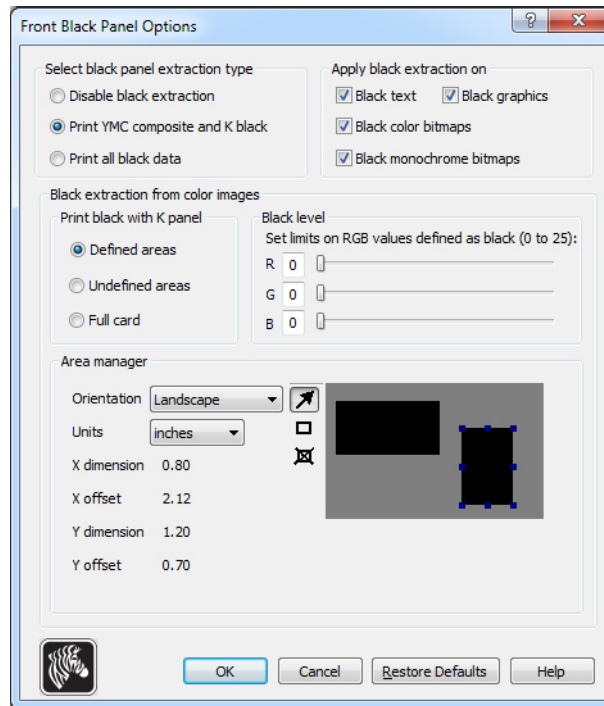 Front Black Panel Options
?
X
Select black panel extraction type
Disable black extraction
Print YMC composite and K black
Print all black data
Apply black extraction on
Black text
Black graphics
Black color bitmaps
Black monochrome bitmaps
Black extraction from color images
Print black with K panel
Defined areas
Undefined areas
Full card
Black level
Set limits on RGB values defined as black (0 to 25):
R 0
G 0
B 0
Area manager
Orientation Landscape
Units inches
X dimension 0.80
X offset 2.12
Y dimension 1.20
Y offset 0.70
OK
Cancel
Restore Defaults
Help